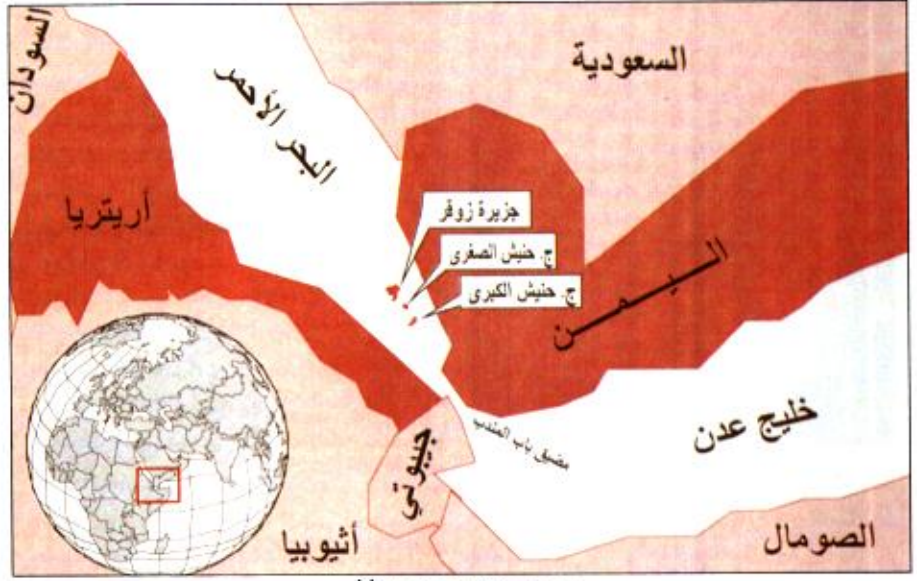 السودان
السعودية
البحر الأحمر
أريتريا
جزيرة زوقر
ج. حنيش الصغرى
ج. حنيش الكبرى
اليمن
خليج عدن
مضيق باب المندب
جيبوتي
أثيوبيا
الصومال